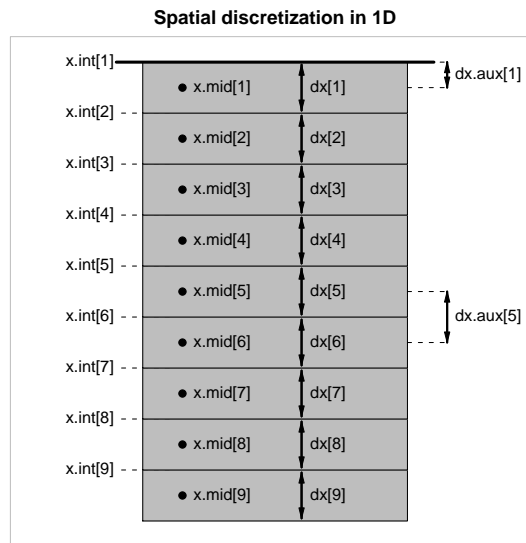 Spatial discretization in 1D
x.int[1]
dx.aux[1]
x.mid[1] dx[1]
x.int[2]
x.mid[2] dx[2]
x.int[3]
x.mid[3] dx[3]
x.int[4]
x.mid[4] dx[4]
x.int[5]
x.mid[5] dx[5]
x.int[6] dx.aux[5]
x.mid[6] dx[6]
x.int[7]
x.mid[7] dx[7]
x.int[8]
x.mid[8] dx[8]
x.int[9]
x.mid[9] dx[9]